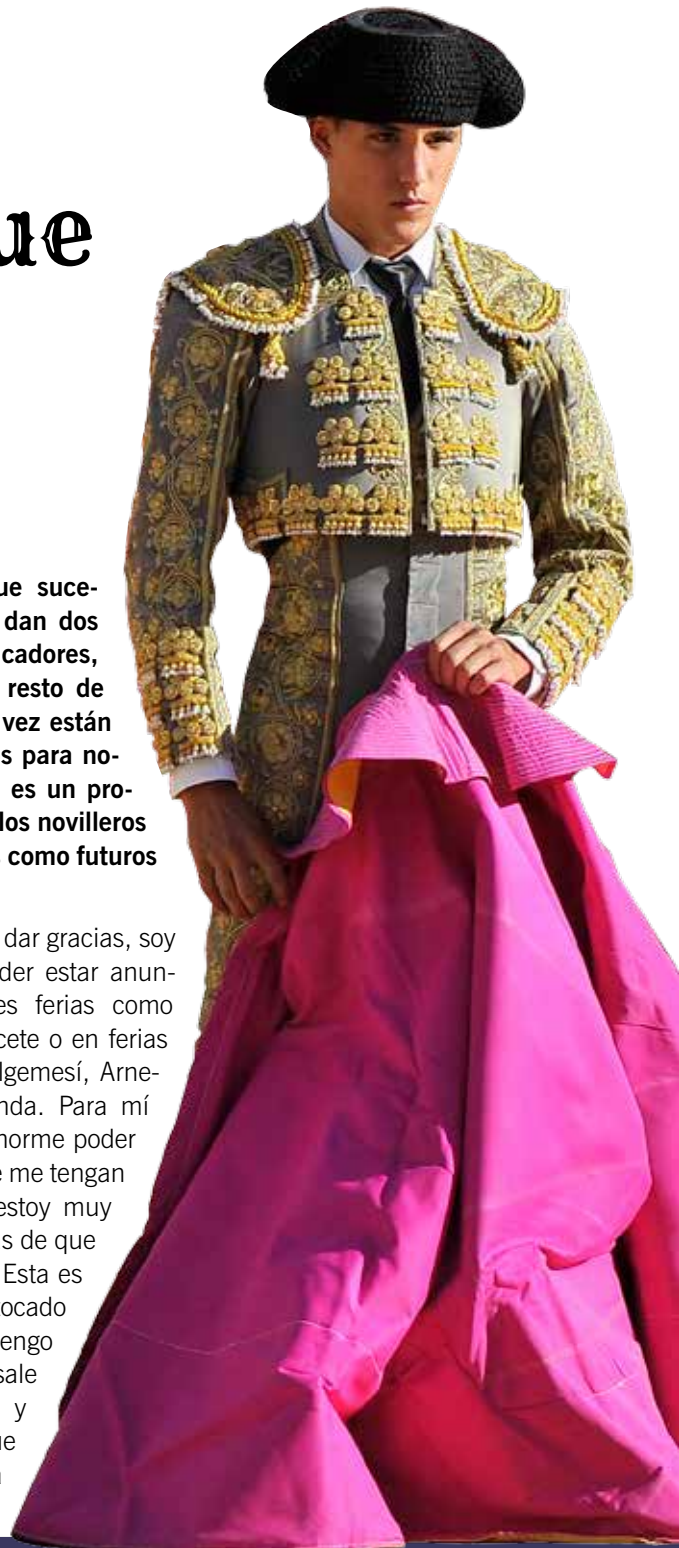 ue
ue suce-
dan dos
cadores,
resto de
vez están
s para no-
es un pro-
los novilleros
s como futuros
dar gracias, soy
der estar anun-
es ferias como
cete o en ferias
lgemesí, Arne-
nda. Para mí
norme poder
e me tengan
estoy muy
s de que
Esta es
ocado
engo
sale
y
ue